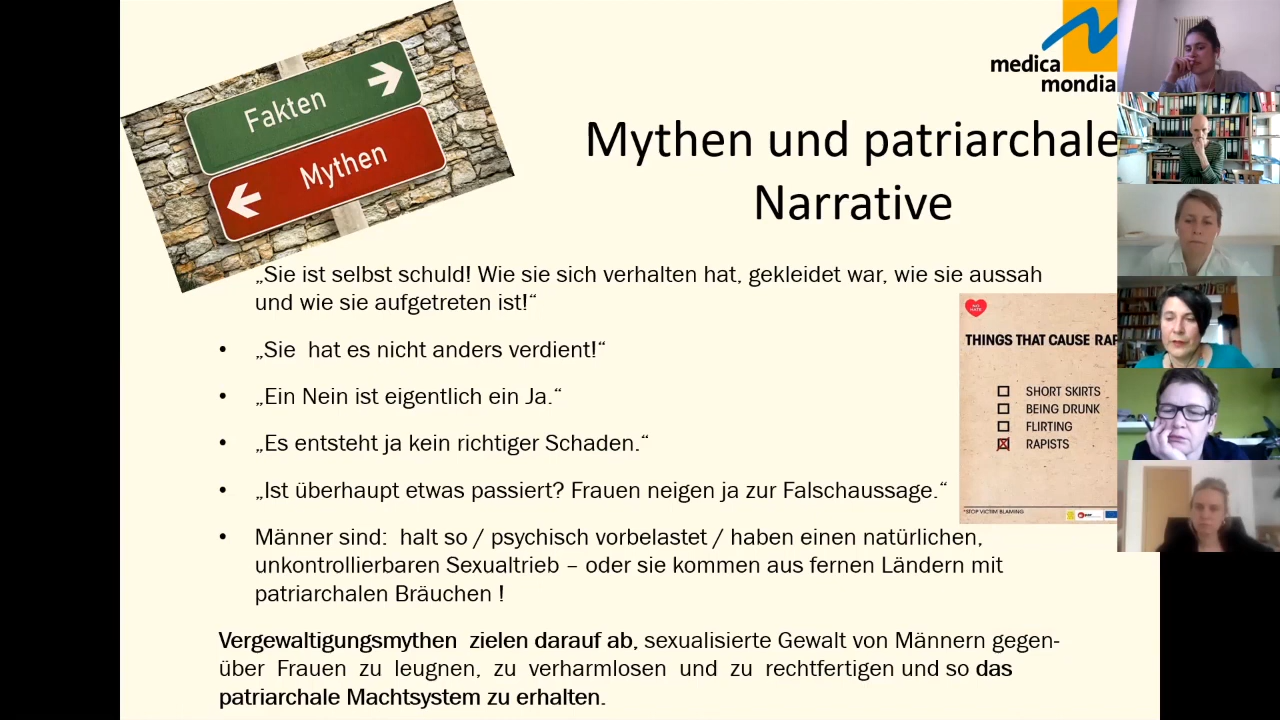 medica
mondia
Fakten
Mythen
Mythen und patriarchale
Narrative
„Sie ist selbst schuld! Wie sie sich verhalten hat, gekleidet war, wie sie aussah
und wie sie aufgetreten ist!“
• „Sie hat es nicht anders verdient!“
• „Ein Nein ist eigentlich ein Ja.“
• „Es entsteht ja kein richtiger Schaden.“
• „Ist überhaupt etwas passiert? Frauen neigen ja zur Falschaussage.“
• Männer sind: halt so / psychisch vorbelastet / haben einen natürlichen,
unkontrollierbaren Sexualtrieb – oder sie kommen aus fernen Ländern mit
patriarchalen Bräuchen !
Vergewaltigungsmythen zielen darauf ab, sexualisierte Gewalt von Männern gegen-
über Frauen zu leugnen, zu verharmlosen und zu rechtfertigen und so das
patriarchale Machtsystem zu erhalten.
THINGS THAT CAUSE RAP
SHORT SKIRTS
BEING DRUNK
FLIRTING
RAPISTS
*STOP VICTIM BLAMING